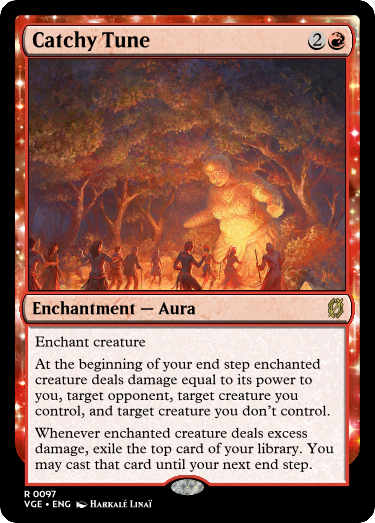 Catchy Tune 2
Enchantment — Aura
Enchant creature
At the beginning of your end step enchanted
creature deals damage equal to its power to
you, target opponent, target creature you
control, and target creature you don't control.
Whenever enchanted creature deals excess
damage, exile the top card of your library. You
may cast that card until your next end step.
R 0097
VGE • ENG Harkalé Linaï